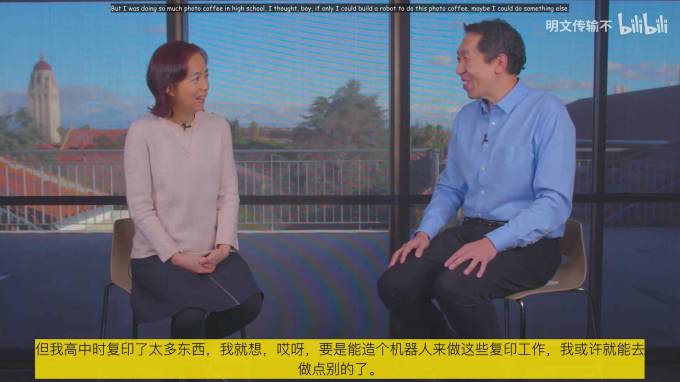 But I was doing so much photo coffee in high school, I thought, boy, if only I could build a robot to do this photo coffee, maybe I could do something else.
明文传输不 bilibili
但我高中时复印了太多东西，我就想，哎呀，要是能造个机器人来做这些复印工作，我或许就能去
做点别的了。